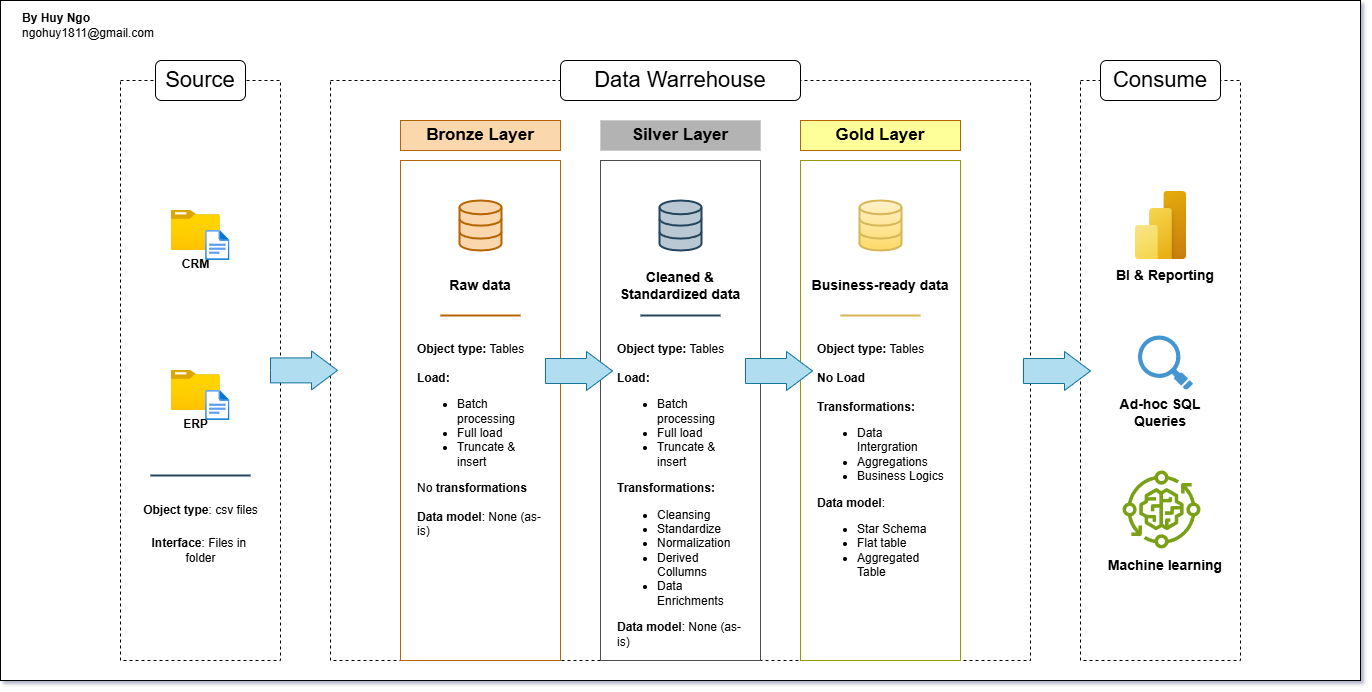 By Huy Ngo
ngohuy1811@gmail.com
Source
CRM
ERP
Object type: csv files
Interface: Files in
folder
Data Warrehouse
Bronze Layer
Raw data
Object type: Tables
Load:
Batch
processing
Full load
Truncate &
insert
No transformations
Data model: None (as-
is)
Silver Layer
Cleaned &
Standardized data
Object type: Tables
Load:
Batch
processing
Full load
Truncate &
insert
Transformations:
Cleansing
Standardize
Normalization
Derived
Collumns
Data
Enrichments
Data model: None (as-
is)
Gold Layer
Business-ready data
Object type: Tables
No Load
Transformations:
Data
Intergration
Aggregations
Business Logics
Data model:
Star Schema
Flat table
Aggregated
Table
Consume
BI & Reporting
Ad-hoc SQL
Queries
Machine learning